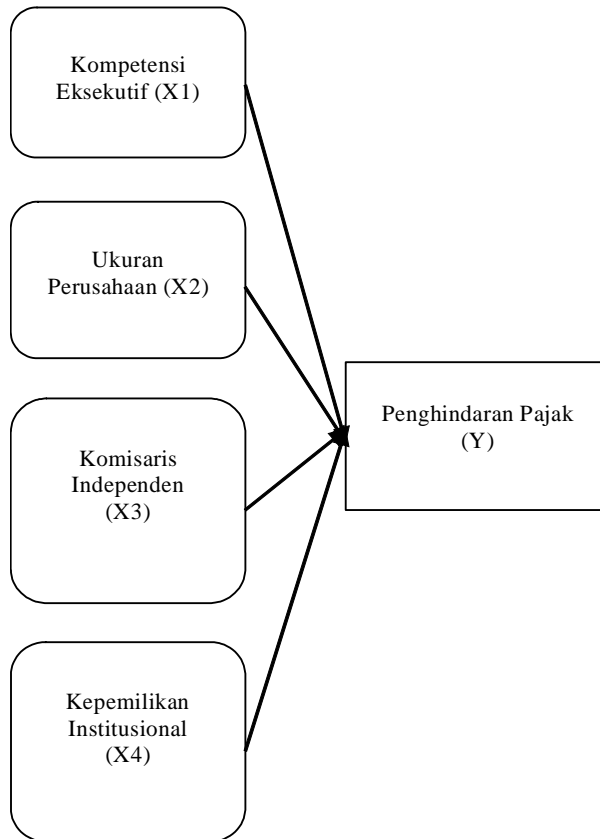 Kompetensi
Eksekutif (X1)
Ukuran
Perusahaan (X2)
Komisaris
Independen
(X3)
Kepemilikan
Institusional
(X4)
Penghindaran Pajak
(Y)